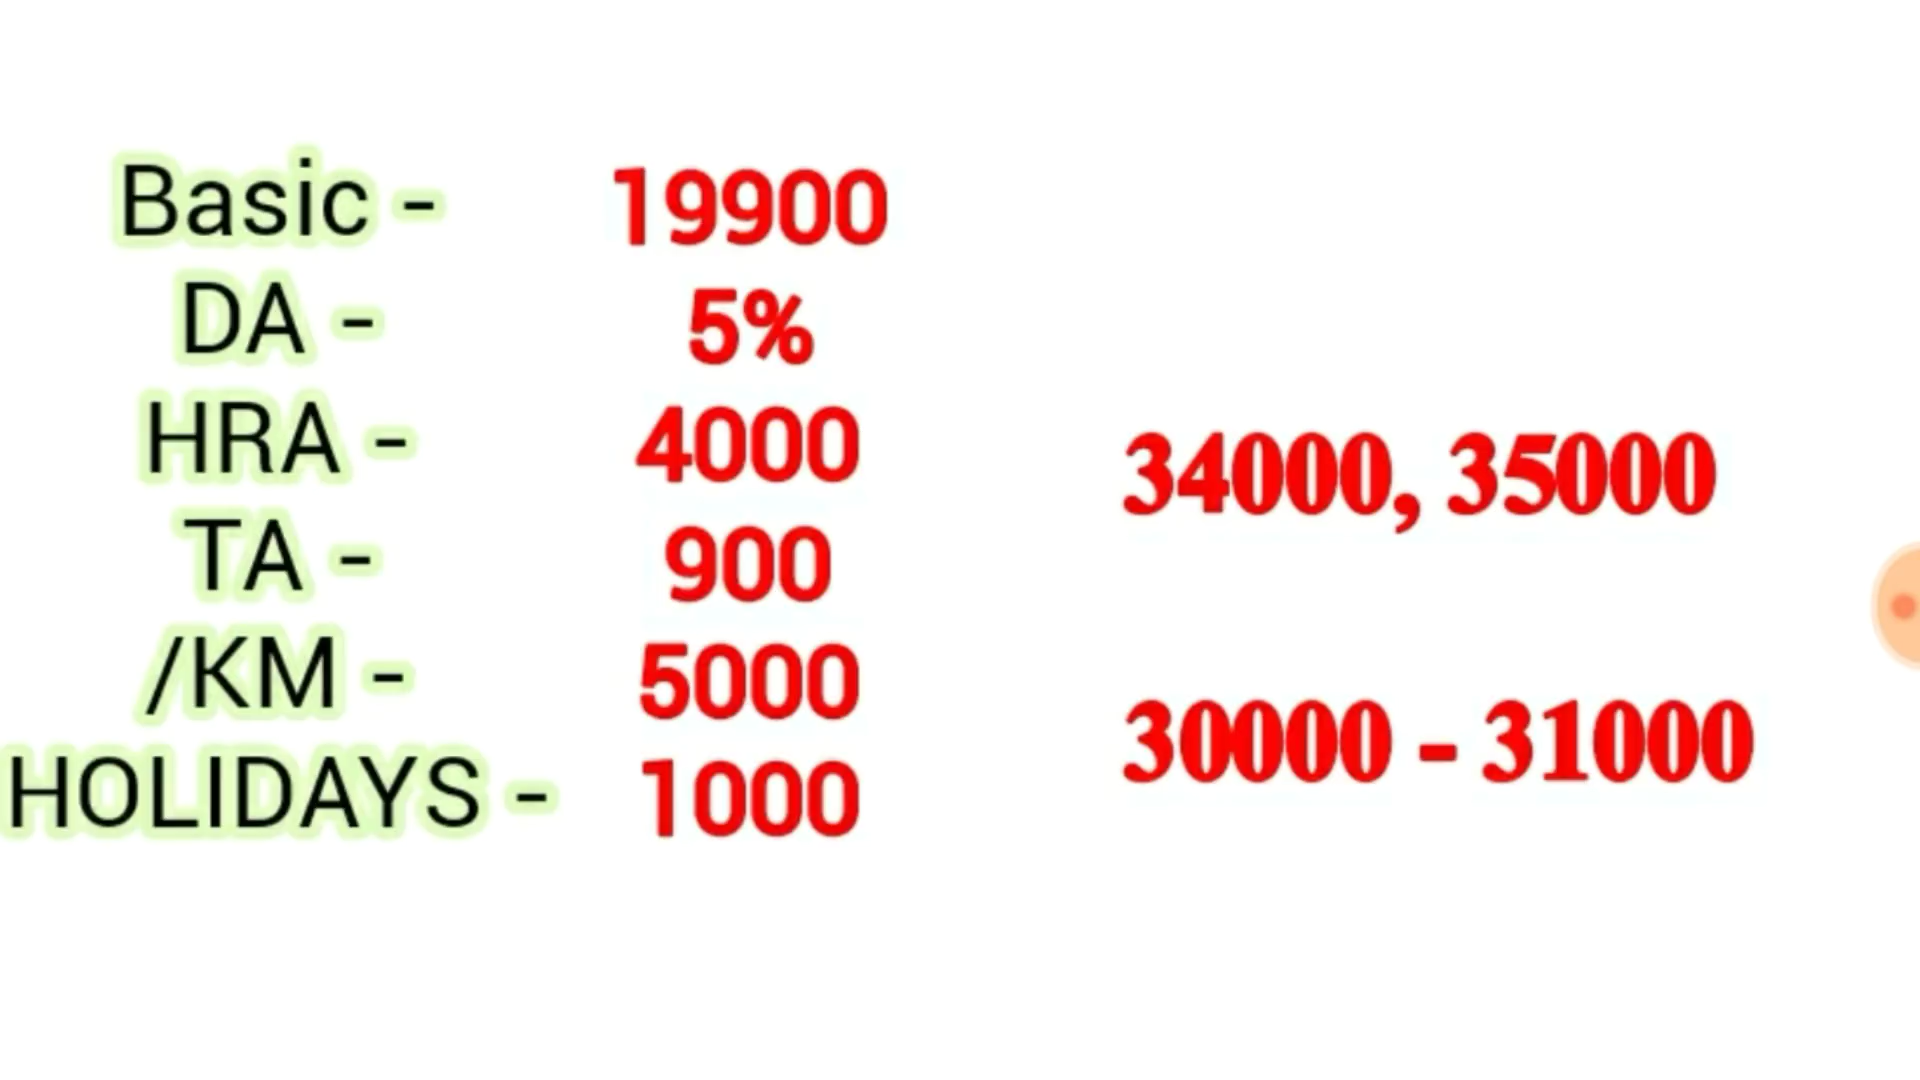 Basic - 19900
DA - 5%
HRA - 4000
34000, 35000
TA - 900
/KM - 5000
30000 - 31000
HOLIDAYS - 1000